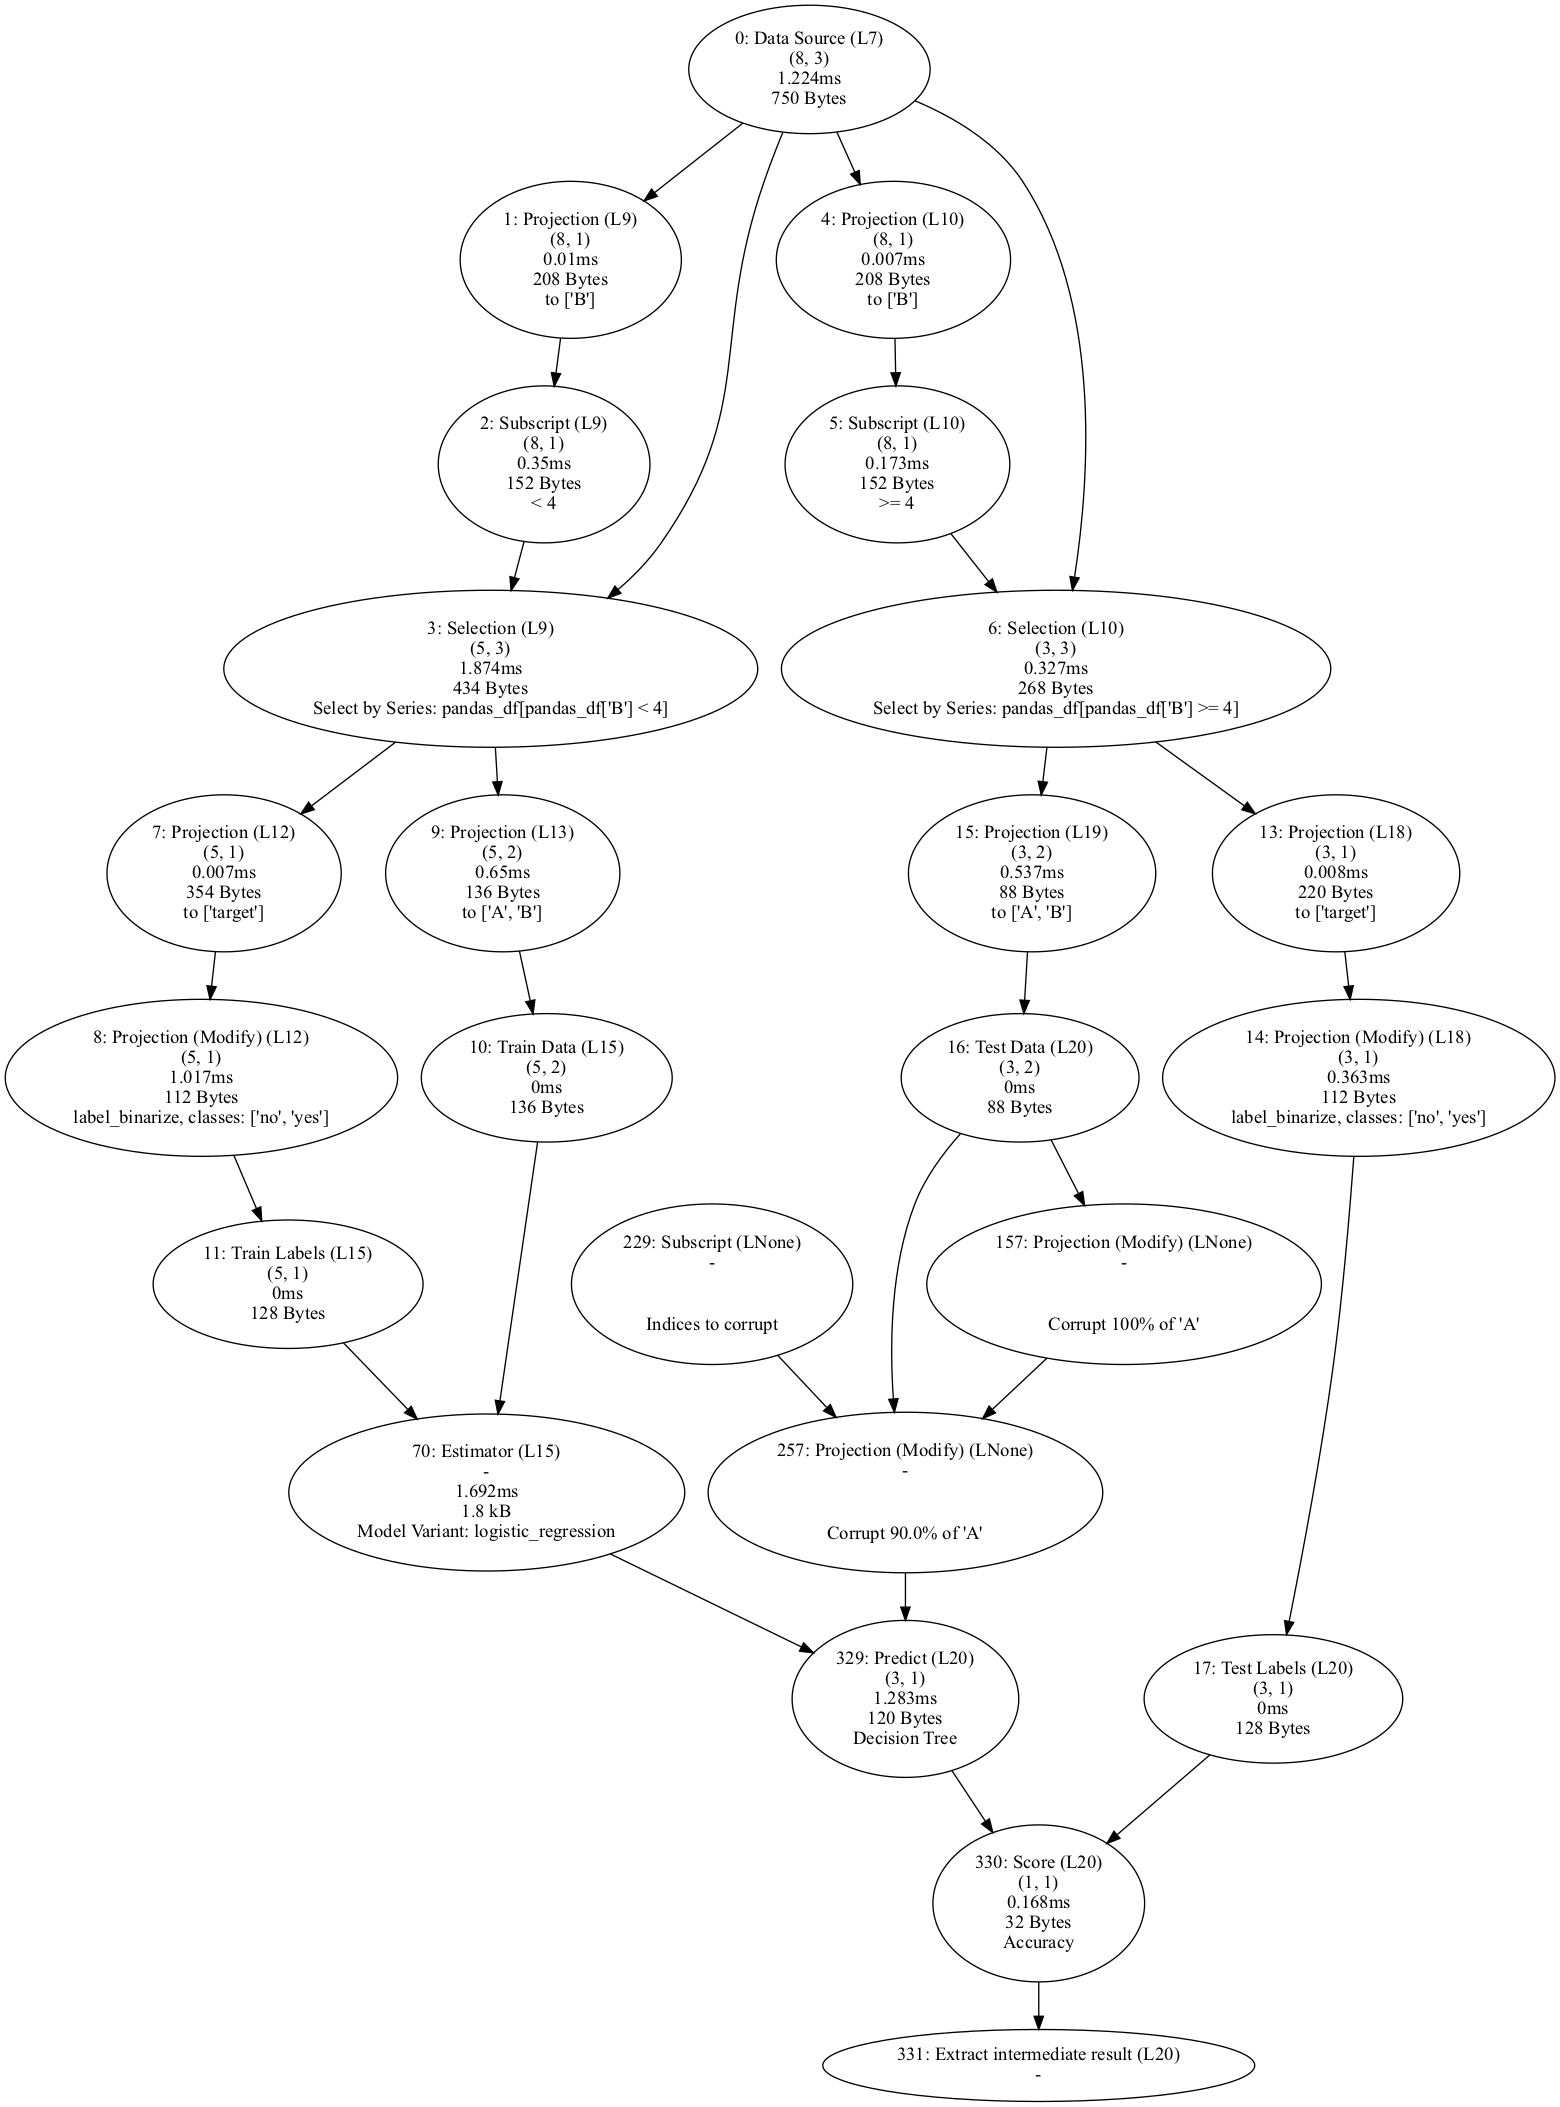 0: Data Source (L7)
(8, 3)
1.224ms
750 Bytes
1: Projection (L9)
(8, 1)
0.01ms
208 Bytes
to ['B']
4: Projection (L10)
(8, 1)
0.007ms
208 Bytes
to ['B']
2: Subscript (L9)
(8, 1)
0.35ms
152 Bytes
< 4
5: Subscript (L10)
(8, 1)
0.173ms
152 Bytes
>= 4
3: Selection (L9)
(5, 3)
1.874ms
434 Bytes
Select by Series: pandas_df[pandas_df['B'] < 4]
6: Selection (L10)
(3, 3)
0.327ms
268 Bytes
Select by Series: pandas_df[pandas_df['B'] >= 4]
7: Projection (L12)
(5, 1)
0.007ms
354 Bytes
to ['target']
9: Projection (L13)
(5, 2)
0.65ms
136 Bytes
to ['A', 'B']
15: Projection (L19)
(3, 2)
0.537ms
88 Bytes
to ['A', 'B']
13: Projection (L18)
(3, 1)
0.008ms
220 Bytes
to ['target']
8: Projection (Modify) (L12)
(5, 1)
1.017ms
112 Bytes
label_binarize, classes: ['no', 'yes']
10: Train Data (L15)
(5, 2)
0ms
136 Bytes
16: Test Data (L20)
(3, 2)
0ms
88 Bytes
14: Projection (Modify) (L18)
(3, 1)
0.363ms
112 Bytes
label_binarize, classes: ['no', 'yes']
11: Train Labels (L15)
(5, 1)
0ms
128 Bytes
229: Subscript (LNone)
-
Indices to corrupt
157: Projection (Modify) (LNone)
-
Corrupt 100% of 'A'
70: Estimator (L15)
-
1.692ms
1.8 kB
Model Variant: logistic_regression
257: Projection (Modify) (LNone)
-
Corrupt 90.0% of 'A'
329: Predict (L20)
(3, 1)
1.283ms
120 Bytes
Decision Tree
17: Test Labels (L20)
(3, 1)
0ms
128 Bytes
330: Score (L20)
(1, 1)
0.168ms
32 Bytes
Accuracy
331: Extract intermediate result (L20)
-